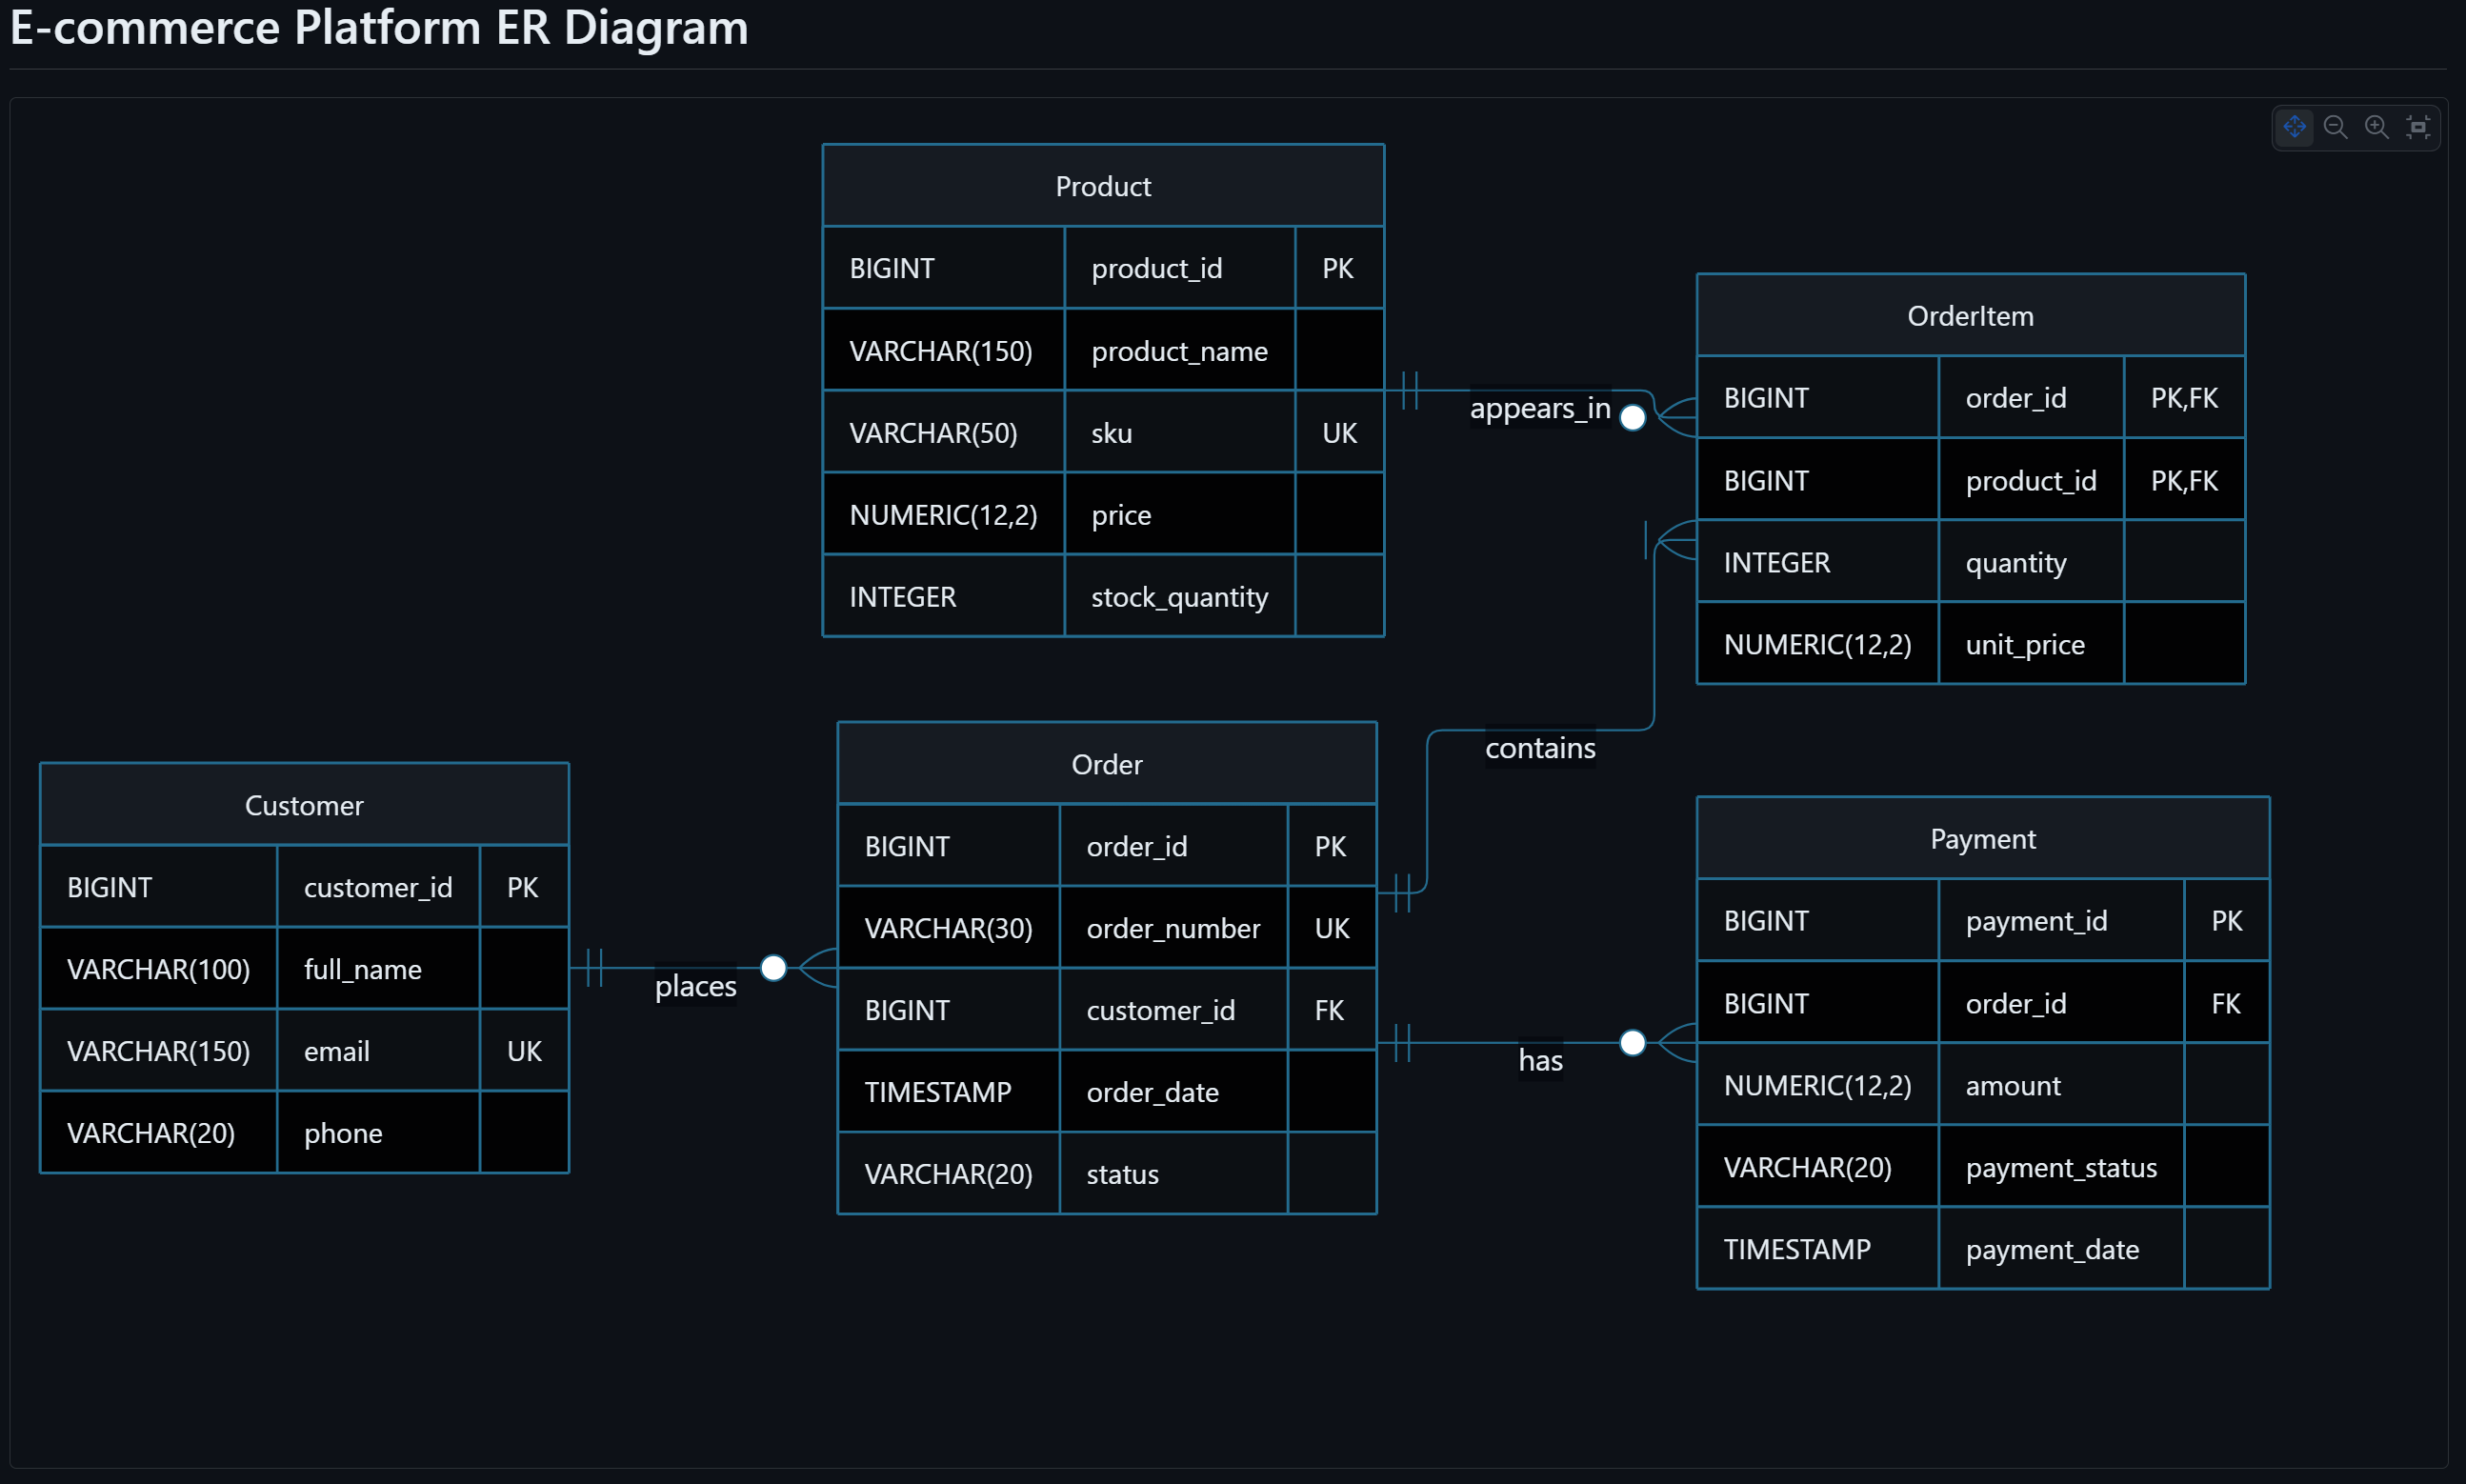 E-commerce Platform ER Diagram
Product
BIGINT product_id PK
VARCHAR(150) product_name
VARCHAR(50) sku UK
NUMERIC(12,2) price
INTEGER stock_quantity
appears_in
OrderItem
BIGINT order_id PK,FK
BIGINT product_id PK,FK
INTEGER quantity
NUMERIC(12,2) unit_price
contains
Customer
BIGINT customer_id PK
VARCHAR(100) full_name
VARCHAR(150) email UK
VARCHAR(20) phone
places
Order
BIGINT order_id PK
VARCHAR(30) order_number UK
BIGINT customer_id FK
TIMESTAMP order_date
VARCHAR(20) status
has
Payment
BIGINT payment_id PK
BIGINT order_id FK
NUMERIC(12,2) amount
VARCHAR(20) payment_status
TIMESTAMP payment_date